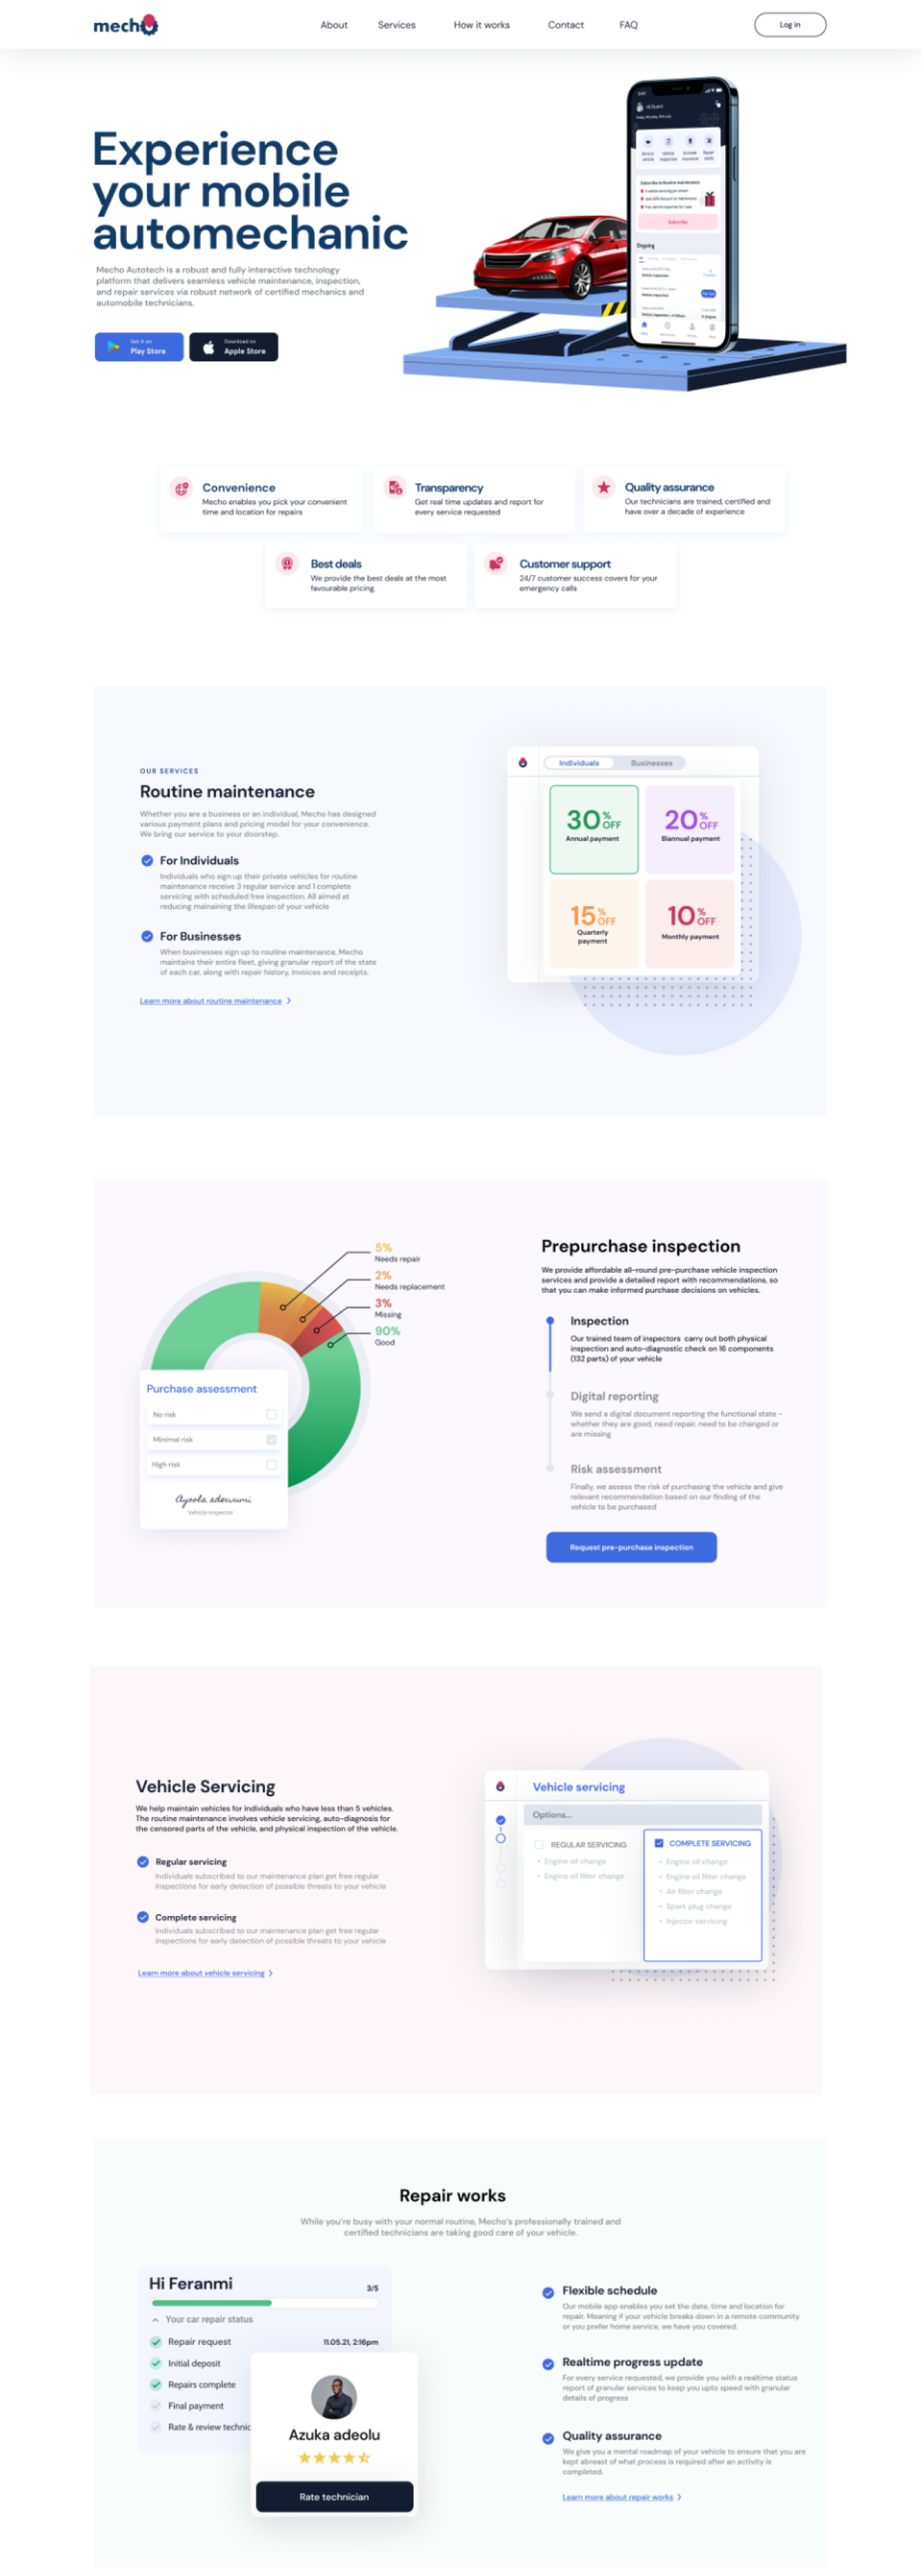 mecho
About Services How it works Contact FAQ
Log in
Experience
your mobile
automechanic
Mecho Autotech is a robust and fully interactive technology
platform that delivers seamless vehicle maintenance, inspection,
and repair services via robust network of certified mechanics and
automobile technicians.
Get it on
Play Store
Download on
Apple Store
Subscribe to Routine maintenance
Subscribe
Ongoing
Convenience
Mecho enables you pick your convenient
time and location for repairs
Transparency
Get real time updates and report for
every service requested
Quality assurance
Our technicians are trained, certified and
have over a decade of experience
Best deals
We provide the best deals at the most
favourable pricing.
Customer support
24/7 customer success covers for your
emergency calls
OUR SERVICES
Routine maintenance
Whether you are a business or an individual, Mecho has designed
various payment plans and pricing model for your convenience.
We bring our service to your doorstep.
For Individuals
Individuals who sign up their private vehicles for routine
maintenance receive 3 regular service and 1 complete
servicing with scheduled free inspection. All aimed at
reducing mainaining the lifespan of your vehicle
For Businesses
When businesses sign up to routine maintenance, Mecho
maintains their entire fleet, giving granular report of the state
of each car, along with repair history, invoices and receipts.
Learn more about routine maintenance
Individuals Businesses
30 % OFF
Annual payment
20 % OFF
Biannual payment
15 % OFF
Quarterly
payment
10 % OFF
Monthly payment
5%
Needs repair
2%
Needs replacement
3%
Missing
90%
Good
Purchase assessment
No risk
Minimal risk
High risk
Ayoola adewumi
Vehicle inspector
Prepurchase inspection
We provide affordable all-round pre-purchase vehicle inspection
services and provide a detailed report with recommendations, so
that you can make informed purchase decisions on vehicles.
Inspection
Our trained team of inspectors carry out both physical
inspection and auto-diagnostic check on 16 components
(132 parts) of your vehicle
Digital reporting
We send a digital document reporting the functional state -
whether they are good, need repair, need to be changed or
are missing
Risk assessment
Finally, we assess the risk of purchasing the vehicle and give
relevant recommendation based on our finding of the
vehicle to be purchased
Request pre-purchase inspection
Vehicle Servicing
We help maintain vehicles for individuals who have less than 5 vehicles.
The routine maintenance involves vehicle servicing, auto-diagnosis for
the censored parts of the vehicle, and physical inspection of the vehicle.
Regular servicing
Individuals subscribed to our maintenance plan get free regular
inspections for early detection of possible threats to your vehicle
Complete servicing
Individuals subscribed to our maintenance plan get free regular
inspections for early detection of possible threats to your vehicle
Learn more about vehicle servicing
Vehicle servicing
Options...
REGULAR SERVICING
Engine oil change
Engine oil filter change
COMPLETE SERVICING
Engine oil change
Engine oil filter change
Air filter change
Spark plug change
Injector servicing
Repair works
While you're busy with your normal routine, Mecho's professionally trained and
certified technicians are taking good care of your vehicle.
Hi Feranmi
3/5
Your car repair status
Repair request 11.05.21, 2:16pm
Initial deposit
Repairs complete
Final payment
Rate & review technic
Azuka adeolu
Rate technician
Flexible schedule
Our mobile app enables you set the date, time and location for
repair. Meaning if your vehicle breaks down in a remote community
or you prefer home service, we have you covered.
Realtime progress update
For every service requested, we provide you with a realtime status
report of granular services to keep you upto speed with granular
details of progress
Quality assurance
We give you a mental roadmap of your vehicle to ensure that you are
kept abreast of what process is required after an activity is
completed.
Learn more about repair works